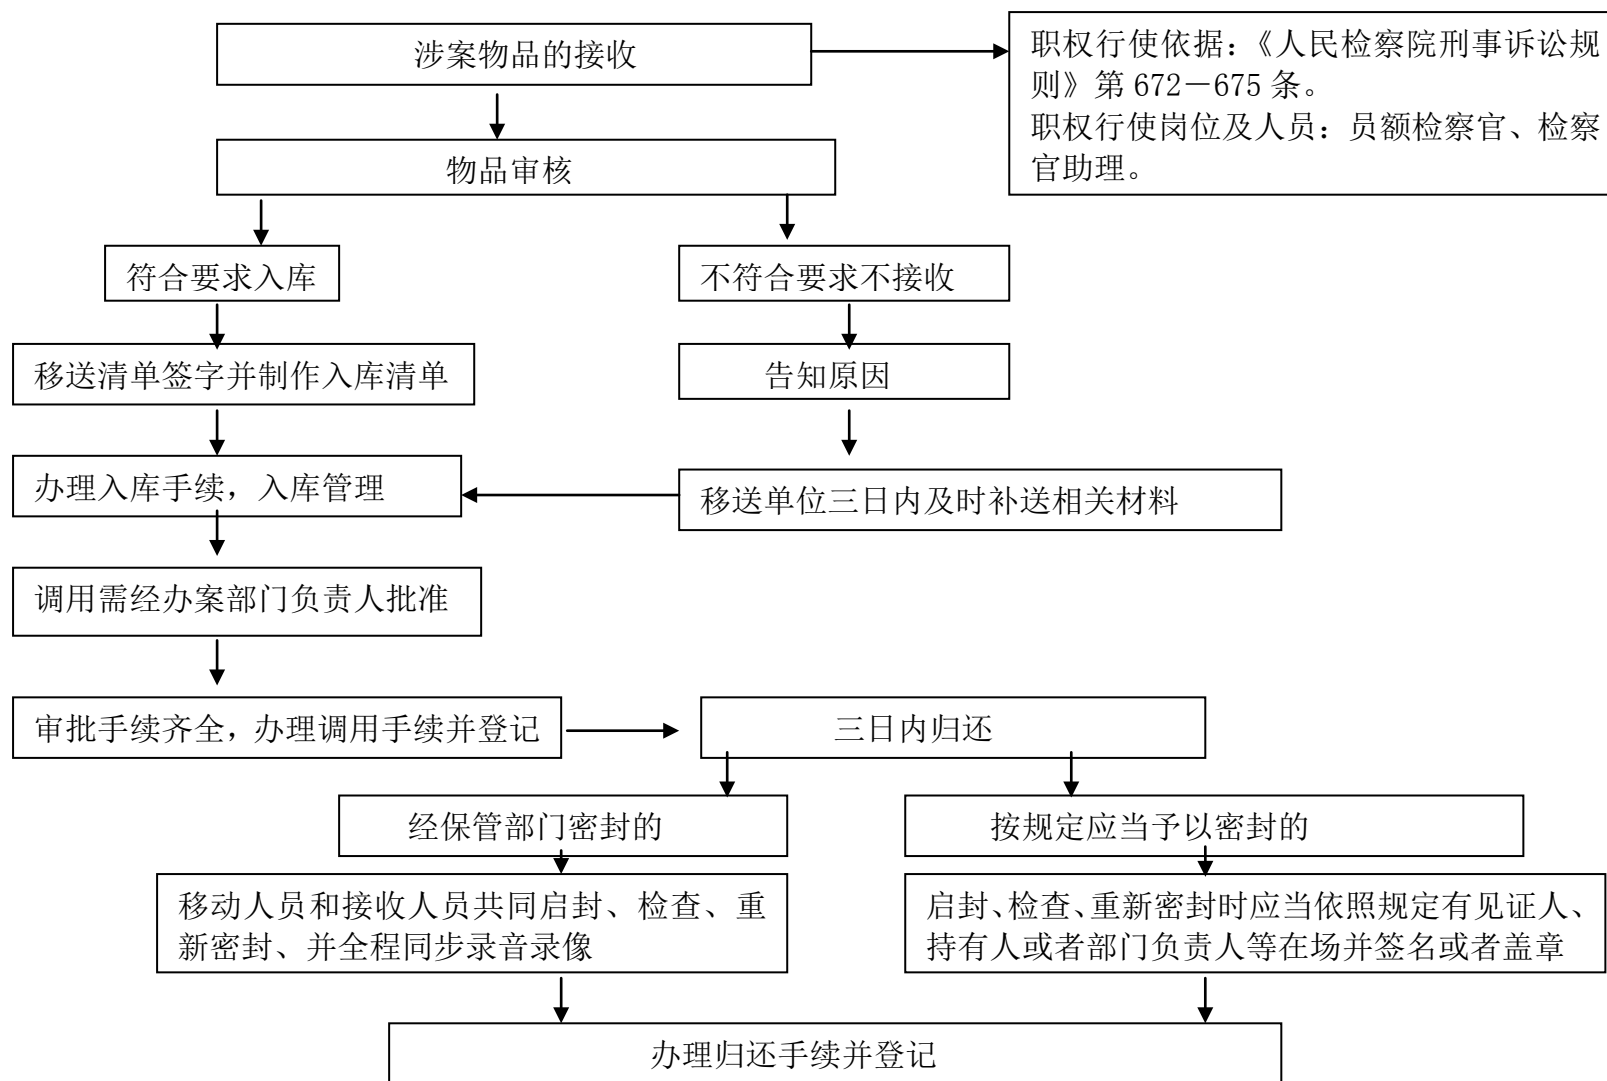 涉案物品的接收
职权行使依据：《人民检察院刑事诉讼规
则》第 672－675 条。
职权行使岗位及人员：员额检察官、检察
官助理。
物品审核
符合要求入库
不符合要求不接收
移送清单签字并制作入库清单
告知原因
办理入库手续，入库管理
移送单位三日内及时补送相关材料
调用需经办案部门负责人批准
审批手续齐全，办理调用手续并登记
三日内归还
经保管部门密封的
按规定应当予以密封的
移动人员和接收人员共同启封、检查、重
新密封、并全程同步录音录像
启封、检查、重新密封时应当依照规定有见证人、
持有人或者部门负责人等在场并签名或者盖章
办理归还手续并登记